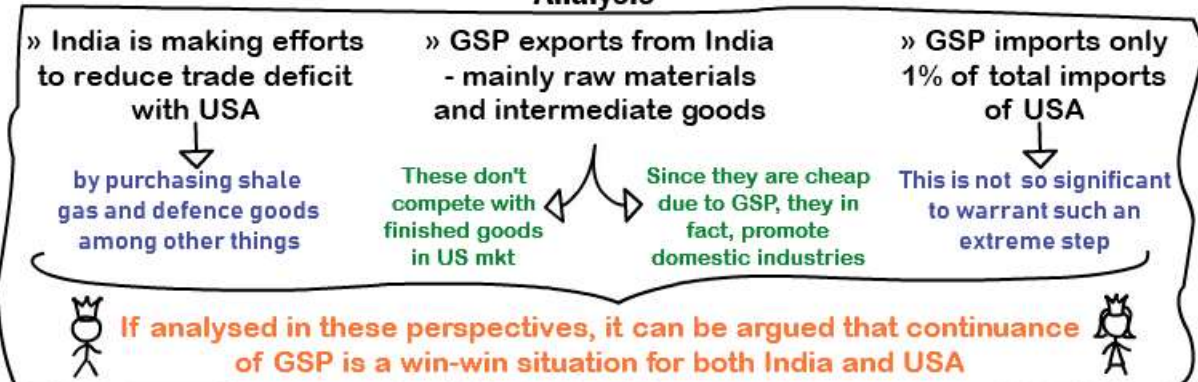 Analysis
» India is making efforts
to reduce trade deficit
with USA
by purchasing shale
gas and defence goods
among other things
» GSP exports from India
- mainly raw materials
and intermediate goods
These don't
compete with
finished goods
in US mkt
Since they are cheap
due to GSP, they in
fact, promote
domestic industries
» GSP imports only
1% of total imports
of USA
This is not so significant
to warrant such an
extreme step
If analysed in these perspectives, it can be argued that continuance
of GSP is a win-win situation for both India and USA